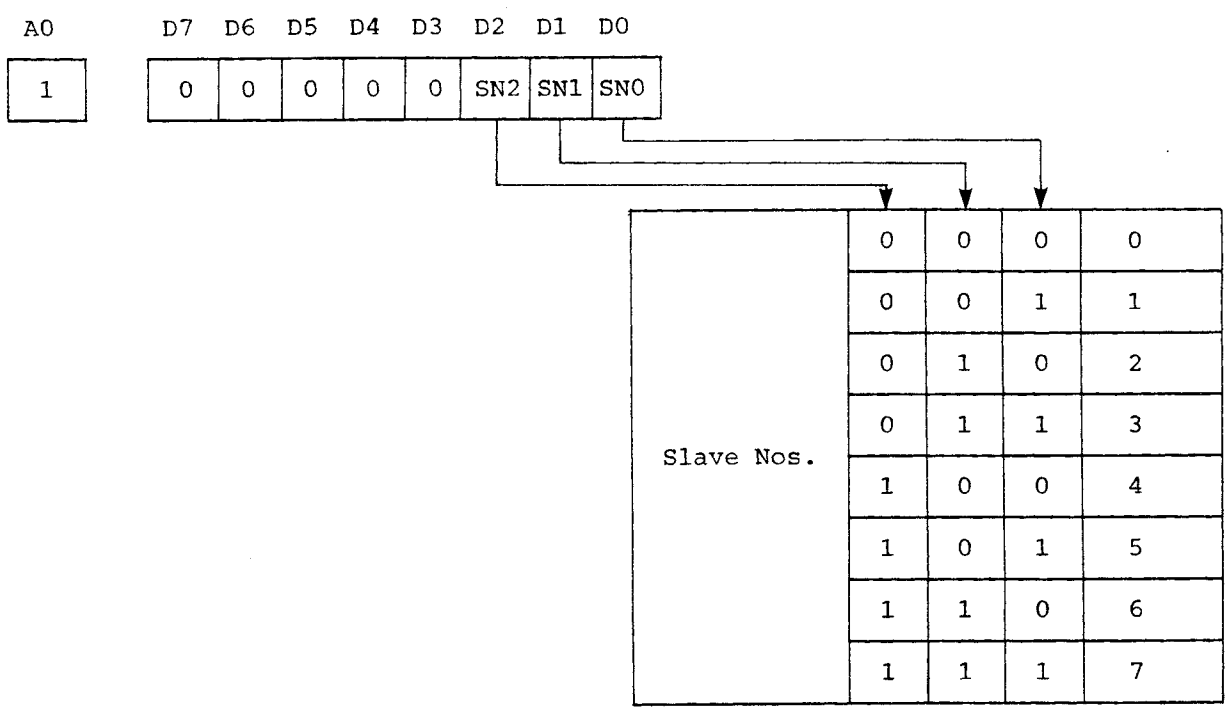 A0 D7 D6 D5 D4 D3 D2 D1 D0
1 0 0 0 0 0 SN2 SN1 SN0
0 0 0 0
0 0 1 1
0 1 0 2
0 1 1 3
Slave Nos.
1 0 0 4
1 0 1 5
1 1 0 6
1 1 1 7